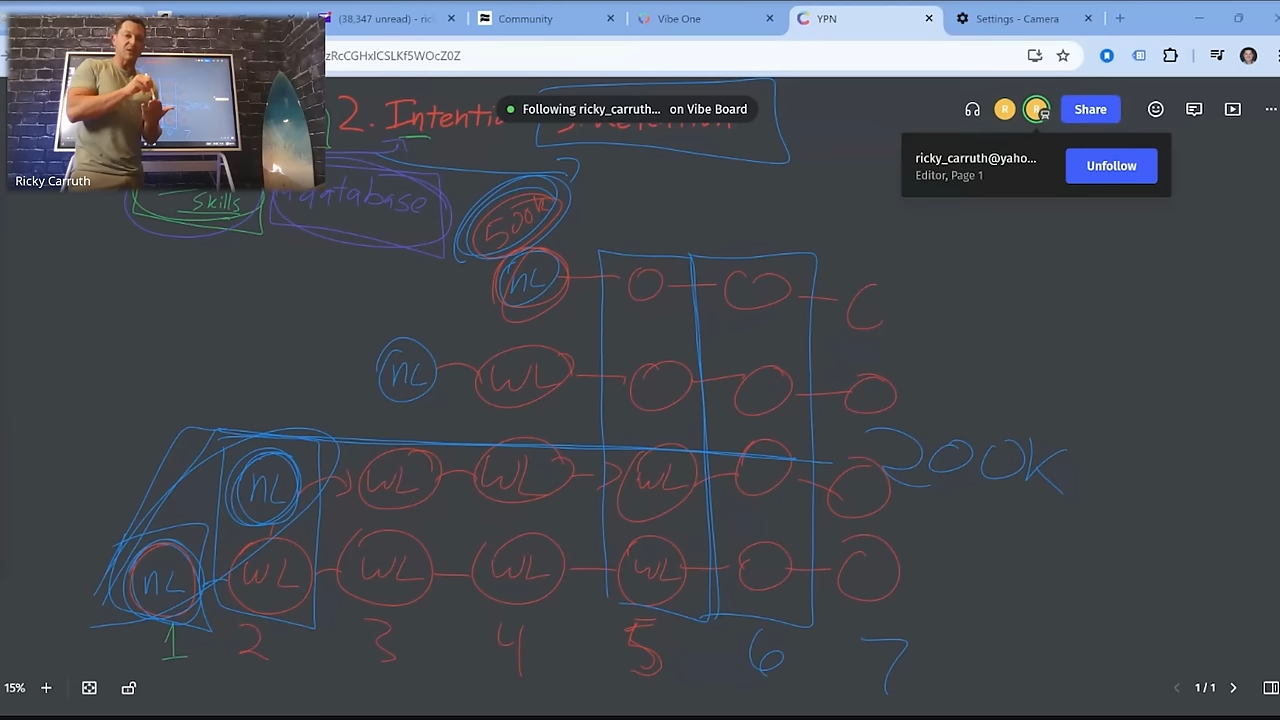 (38,147 unread) - rick
Community
Vibe One
YPN
Settings - Camera
zRcCGHxICSLKf5WOcZ0Z
Following ricky_carruth... on Vibe Board
R
Share
ricky_carruth@yaho...
Editor, Page 1
Unfollow
Ricky Carruth
2. Intenti
Skills
database
500K
NL
NL WL
200K
NL WL WL WL
NL WL WL WL WL
1 2 3 4 5 6 7
15%
1/1